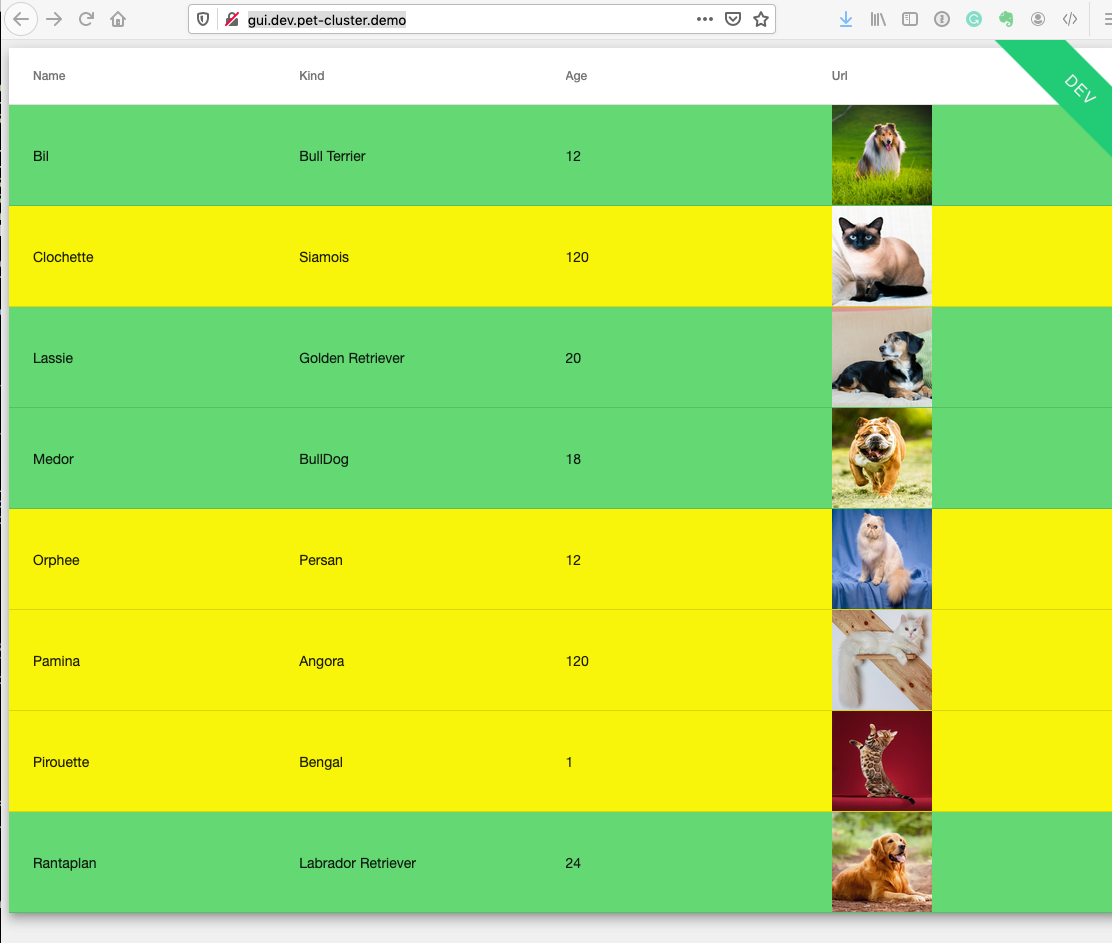 gui.dev.pet-cluster.demo
DEV
Name Kind Age Url
Bil Bull Terrier 12
Clochette Siamois 120
Lassie Golden Retriever 20
Medor BullDog 18
Orphee Persan 12
Pamina Angora 120
Pirouette Bengal 1
Rantaplan Labrador Retriever 24